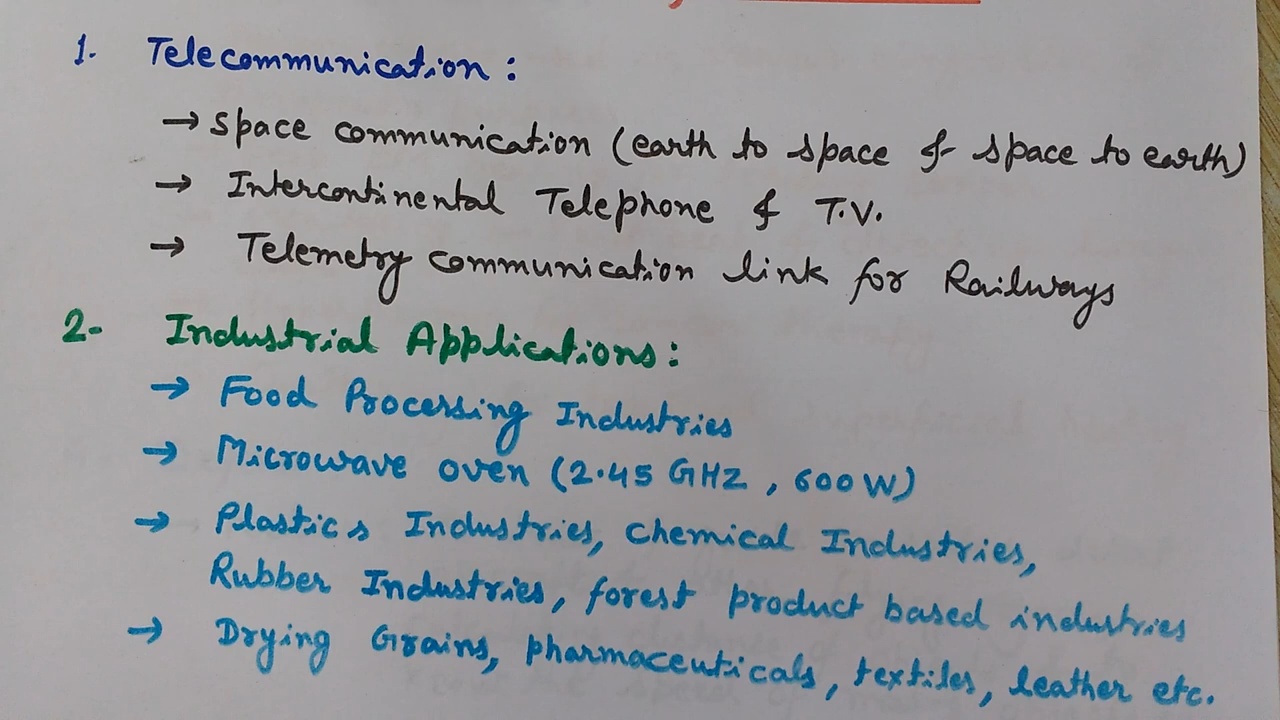 1. Telecommunication :
→ Space communication (earth to space & space to earth)
→ Intercontinental Telephone & T.V.
→ Telemetry communication link for Railways
2- Industrial Applications :
→ Food Processing Industries
→ Microwave oven (2.45 GHz , 600 W)
→ Plastics Industries, Chemical Industries,
Rubber Industries, forest product based industries
→ Drying Grains, pharmaceuticals, textiles, leather etc.